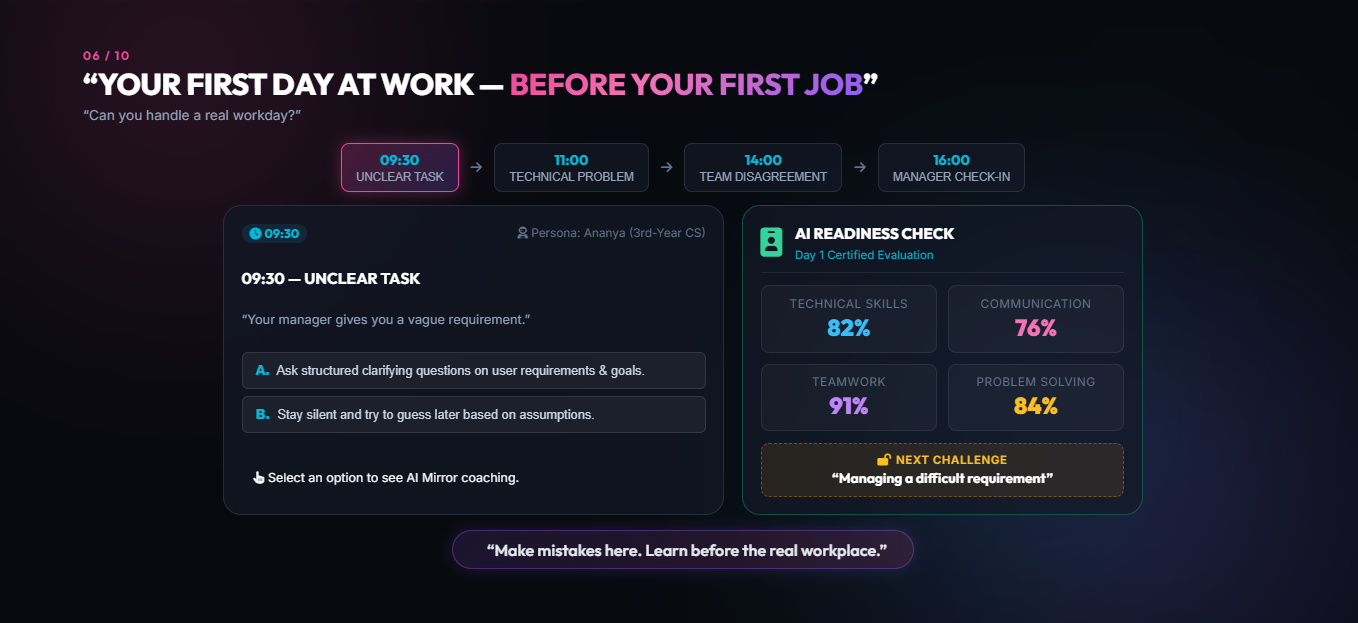 06 / 10
“YOUR FIRST DAY AT WORK — BEFORE YOUR FIRST JOB”
“Can you handle a real workday?”
09:30
UNCLEAR TASK
→
11:00
TECHNICAL PROBLEM
→
14:00
TEAM DISAGREEMENT
→
16:00
MANAGER CHECK-IN
09:30
Persona: Ananya (3rd-Year CS)
09:30 — UNCLEAR TASK
“Your manager gives you a vague requirement.”
A. Ask structured clarifying questions on user requirements & goals.
B. Stay silent and try to guess later based on assumptions.
Select an option to see AI Mirror coaching.
AI READINESS CHECK
Day 1 Certified Evaluation
TECHNICAL SKILLS
82%
COMMUNICATION
76%
TEAMWORK
91%
PROBLEM SOLVING
84%
NEXT CHALLENGE
“Managing a difficult requirement”
“Make mistakes here. Learn before the real workplace.”